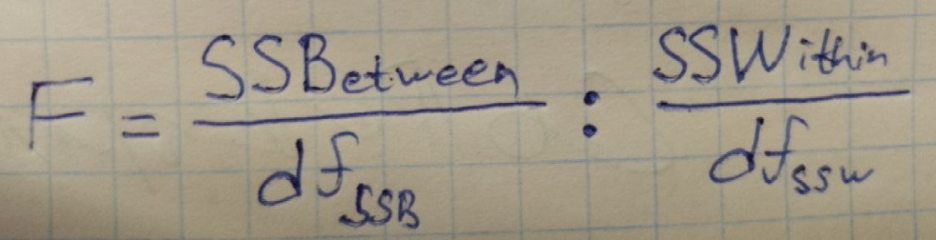 F = SSBetween / df_SSB : SSWithin / df_SSW